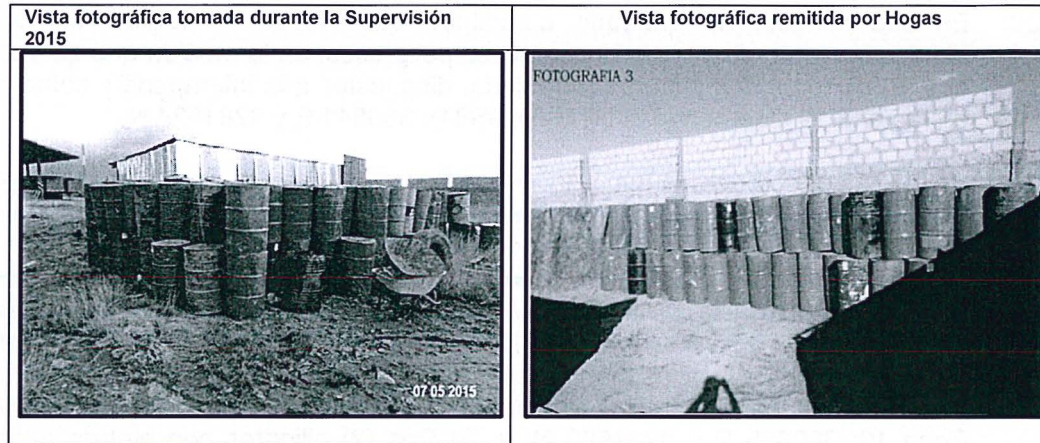 Vista fotográfica tomada durante la Supervisión
2015
Vista fotográfica remitida por Hogas
FOTOGRAFIA 3
07 05 2015